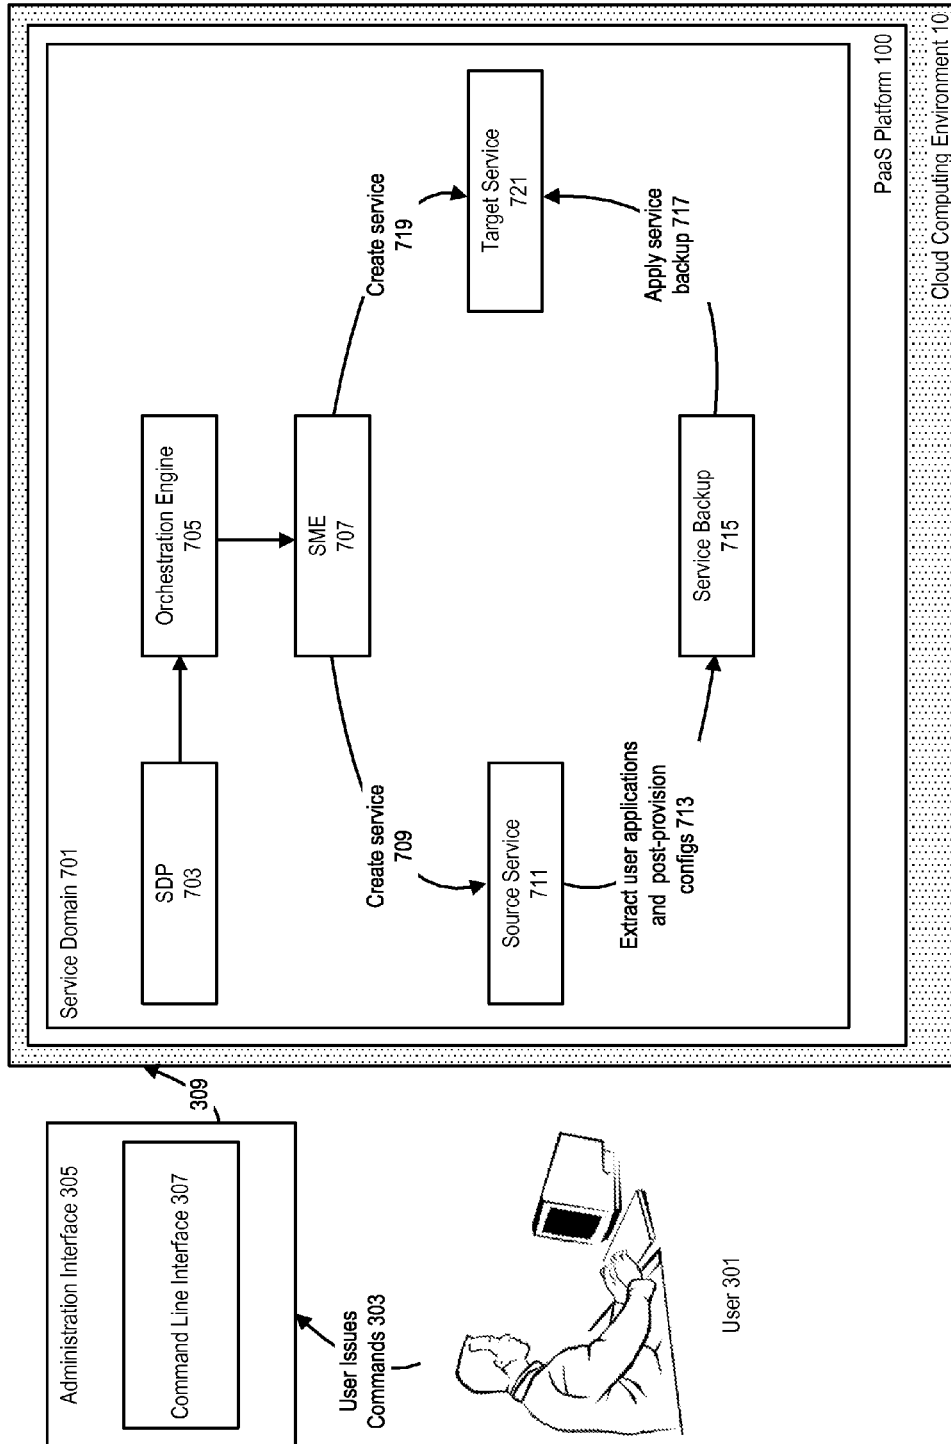 Administration Interface 305
Command Line Interface 307
User Issues
Commands 303
User 301
309
Service Domain 701
SDP
703
Orchestration Engine
705
SME
707
Create service
709
Create service
719
Source Service
711
Target Service
721
Extract user applications
and post-provision
configs 713
Service Backup
715
Apply service
backup 717
PaaS Platform 100
Cloud Computing Environment 10